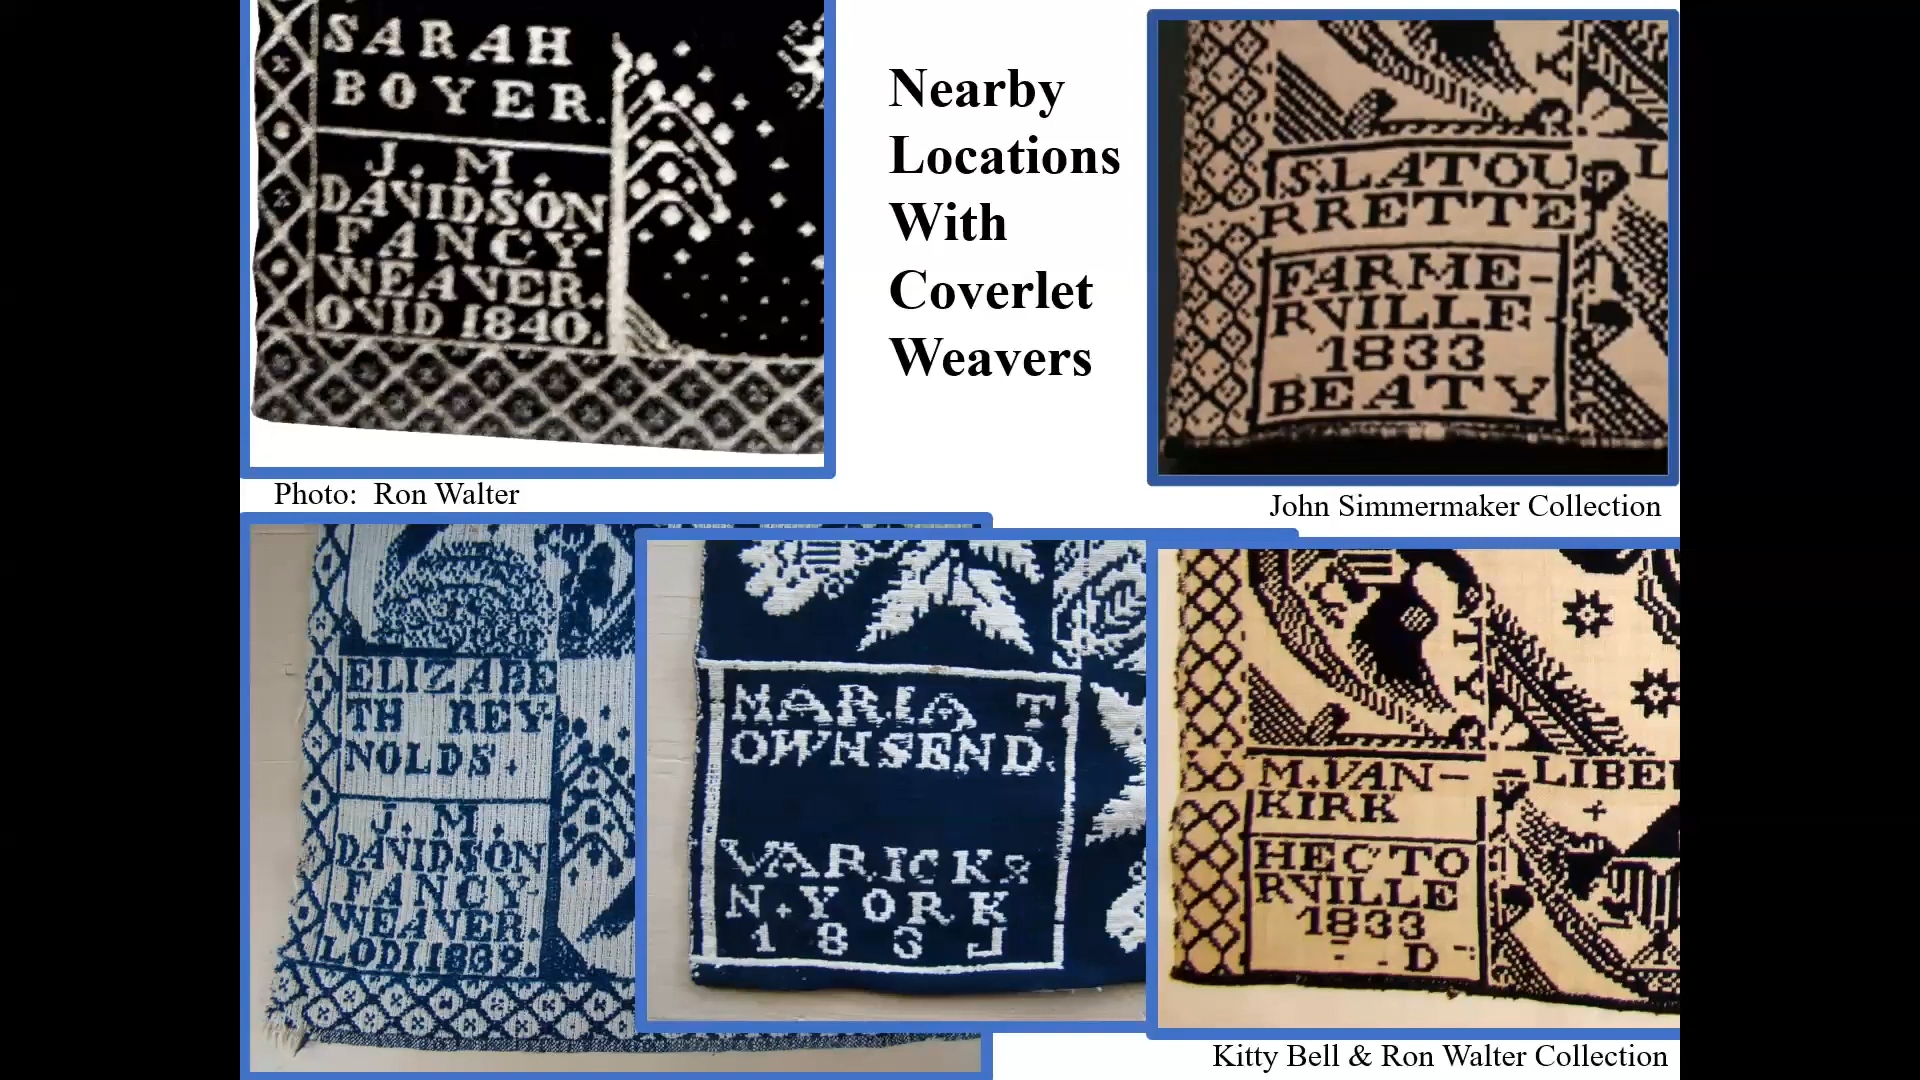 SARAH
BOYER.
J. M.
DAVIDSON
FANCY-
WEAVER.
OVID 1840.
Photo: Ron Walter
Nearby
Locations
With
Coverlet
Weavers
S.LATOU
RRETTE
FARME-
RVILLE-
1833
BEATY
L
John Simmermaker Collection
ELIZABE
TH REY-
NOLDS.
J. M.
DAVIDSON
FANCY-
WEAVER.
LODI 1839.
MARIA T
OWNSEND.
VARICK
N.YORK
183
TY
M.VAN-
KIRK
-LIBE
HECTO
RVILLE
1833
D
Kitty Bell & Ron Walter Collection